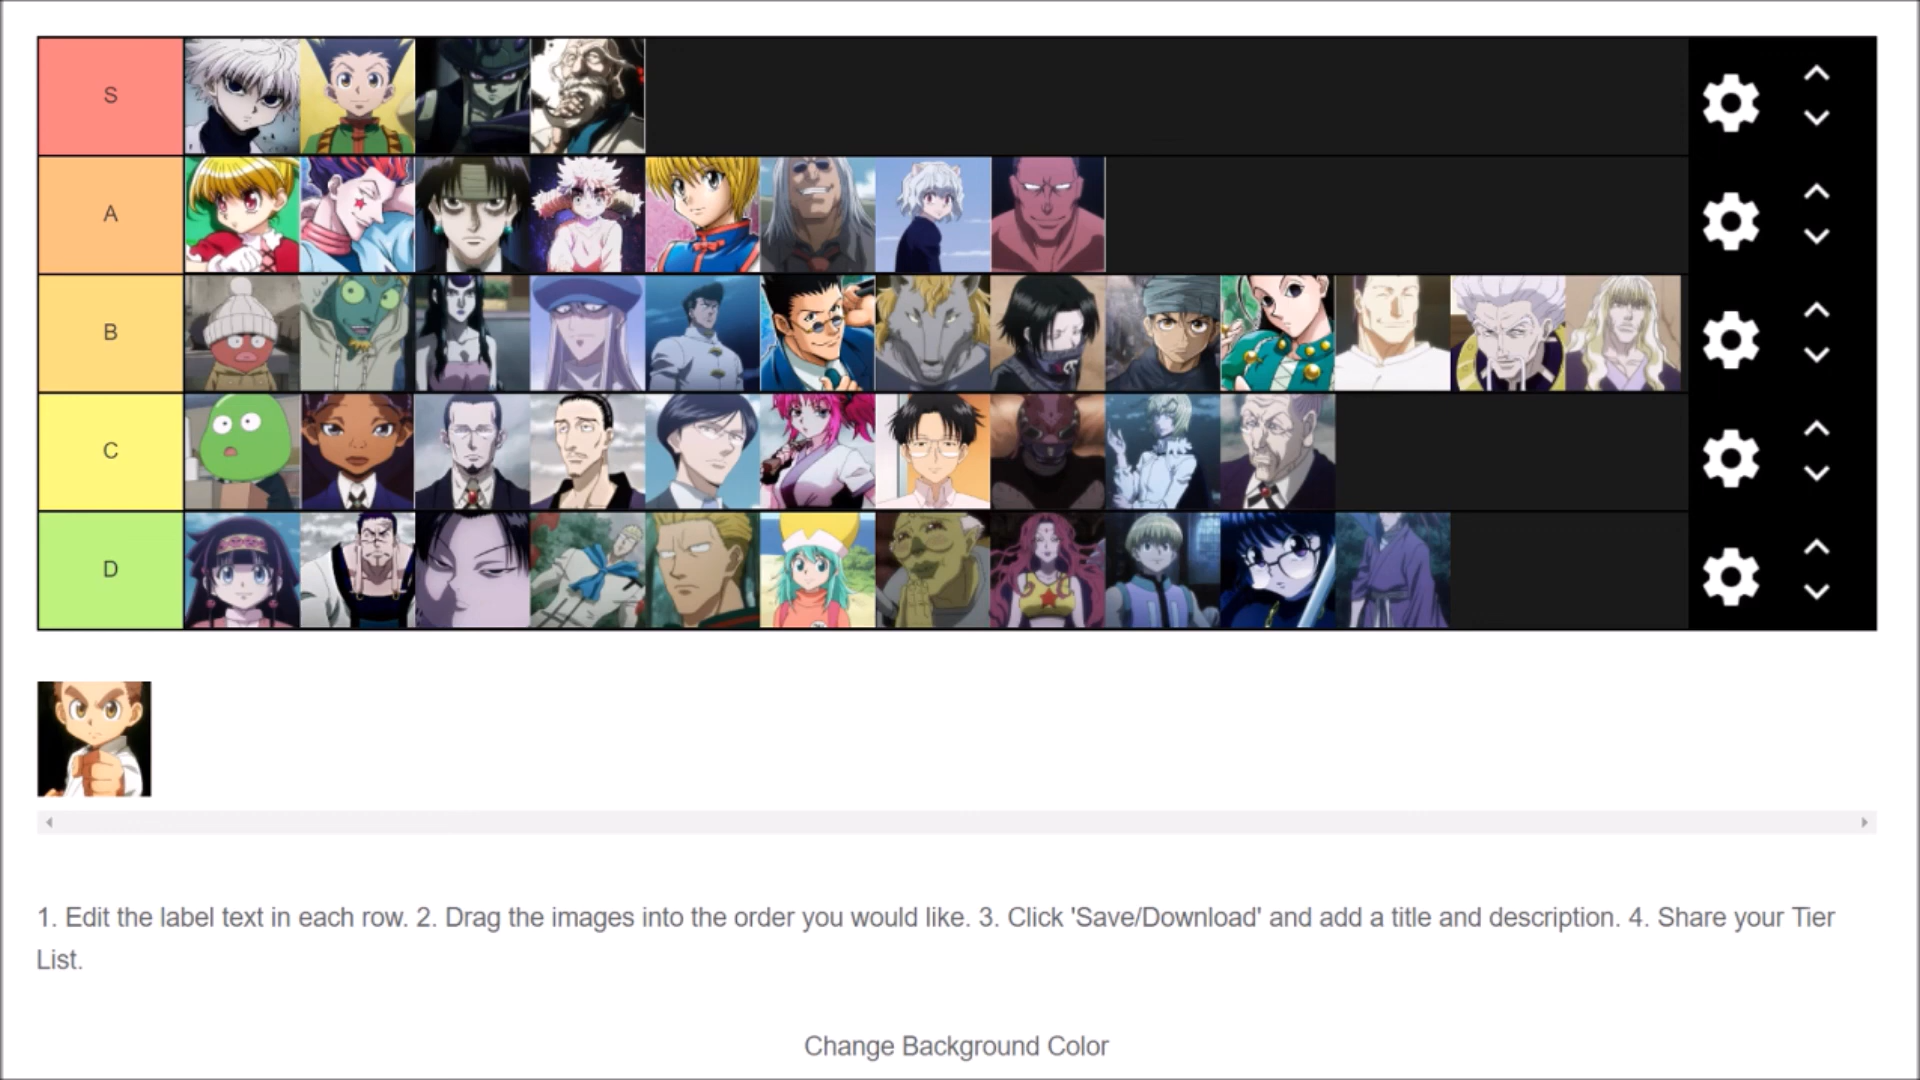 S
A
B
C
D
1. Edit the label text in each row. 2. Drag the images into the order you would like. 3. Click 'Save/Download' and add a title and description. 4. Share your Tier
List.
Change Background Color